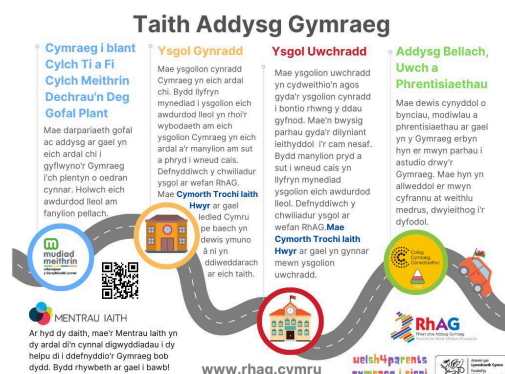 Taith Addysg Gymraeg
Cymraeg i blant
Cylch Ti a Fi
Cylch Meithrin
Dechrau'n Deg
Gofal Plant
Mae darpariaeth gofal
ac addysg ar gael yn
eich ardal chi i
gyflwyno'r Gymraeg
i'ch plentyn o oedran
cynnar. Holwch eich
awdurdod lleol am
fanylion pellach.
Ysgol Gynradd
Mae ysgolion cynradd
Cymraeg yn eich ardal
chi. Bydd llyfryn
mynediad i ysgolion eich
awdurdod lleol yn rhoi'r
wybodaeth am eich
ysgolion Cymraeg yn eich
ardal a'r manylion am sut
a phryd i wneud cais.
Defnyddiwch y chwiliadur
ysgol ar wefan RhAG.
Mae Cymorth Trochi Iaith
Hwyr ar gael
ledled Cymru
pe baech yn
dewis ymuno
â ni yn
ddiweddarach
ar eich taith.
Ysgol Uwchradd
Mae ysgolion uwchradd
yn cydweithio'n agos
gyda'r ysgolion cynradd
i bontio rhwng y ddau
gyfnod. Mae'n bwysig
parhau gyda'r dilyniant
ieithyddol i'r cam nesaf.
Bydd manylion pryd a
sut i wneud cais yn
llyfryn mynediad i
ysgolion eich awdurdod
lleol. Defnyddiwch y
chwiliadur ysgol ar
wefan RhAG.Mae
Cymorth Trochi Iaith
Hwyr ar gael yn gynnar
mewn ysgolion
uwchradd.
Addysg Bellach,
Uwch a
Phrentisiaethau
Mae dewis cynyddol o
bynciau, modiwlau a
phrentisiaethau ar gael
yn y Gymraeg erbyn
hyn er mwyn parhau i
astudio drwy'r
Gymraeg. Mae hyn yn
allweddol er mwyn
cyfrannu at weithlu
medrus, dwyieithog i'r
dyfodol.
mudiad
meithrin
Coleg
Cymraeg
Cenedlaethol
MENTRAU IAITH
Ar hyd dy daith, mae'r Mentrau Iaith yn
dy ardal di'n cynnal digwyddiadau i dy
helpu di i ddefnyddio'r Gymraeg bob
dydd. Bydd rhywbeth ar gael i bawb!
RhAG
www.rhag.cymru
welsh4parents